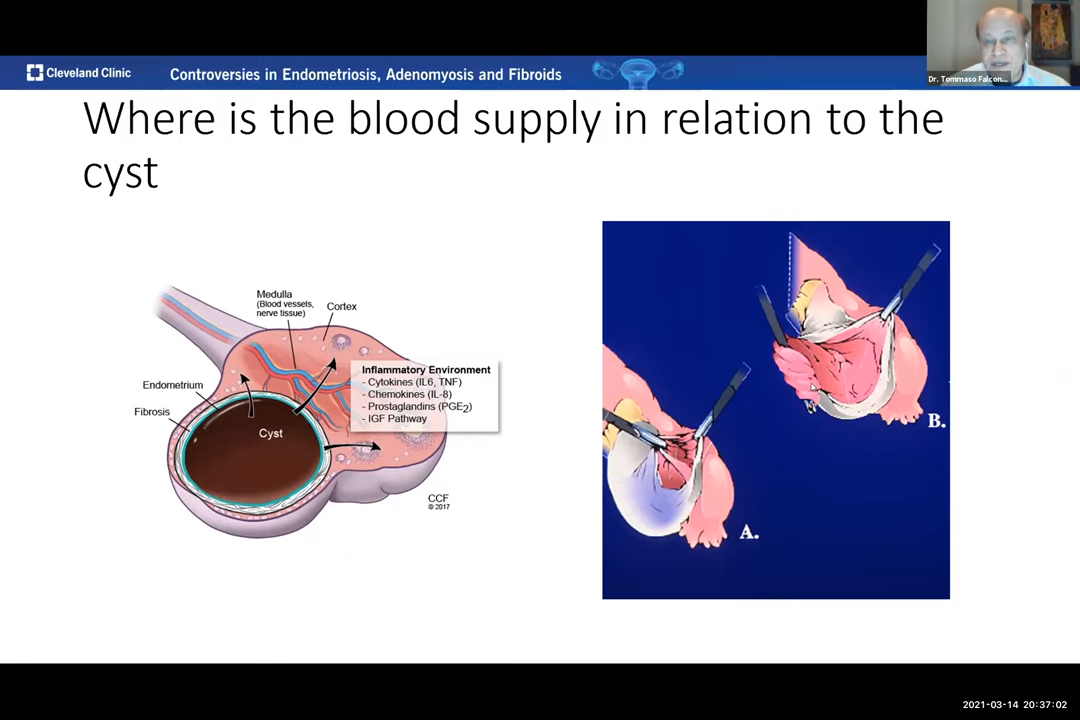 Cleveland Clinic
Controversies in Endometriosis, Adenomyosis and Fibroids
Dr. Tommaso Falcon...
Where is the blood supply in relation to the
cyst
Medulla
(Blood vessels,
nerve tissue)
Cortex
Inflammatory Environment
- Cytokines (IL6, TNF)
- Chemokines (IL-8)
- Prostaglandins (PGE2)
- IGF Pathway
Endometrium
Fibrosis
Cyst
CCF
© 2017
B.
A.
2021-03-14 20:37:02